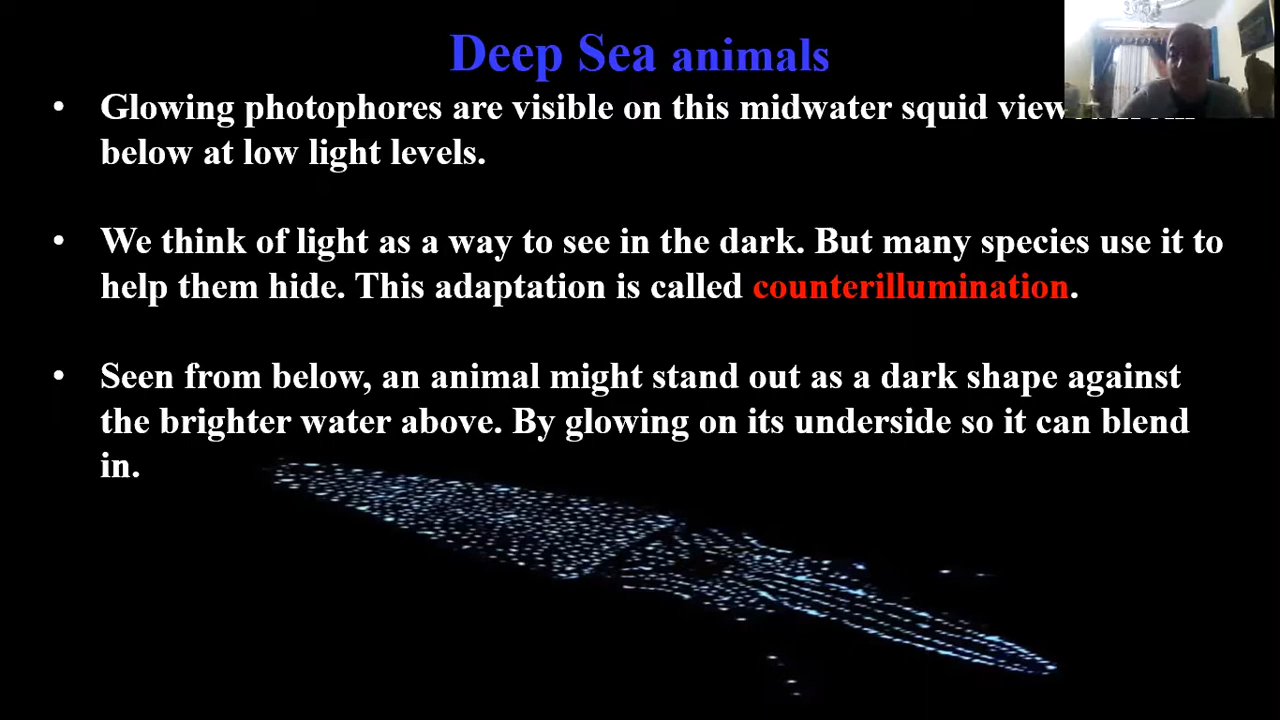 Deep Sea animals
• Glowing photophores are visible on this midwater squid viewed from
below at low light levels.
• We think of light as a way to see in the dark. But many species use it to
help them hide. This adaptation is called counterillumination.
• Seen from below, an animal might stand out as a dark shape against
the brighter water above. By glowing on its underside so it can blend
in.